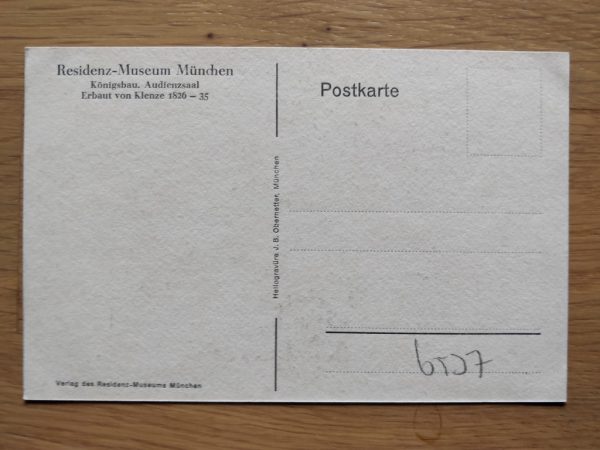 Residenz-Museum München
Königsbau. Audienzsaal
Erbaut von Klenze 1826 – 35
Postkarte
Heliogravüre J. B. Obernetter, München
6527
Verlag des Residenz-Museums München